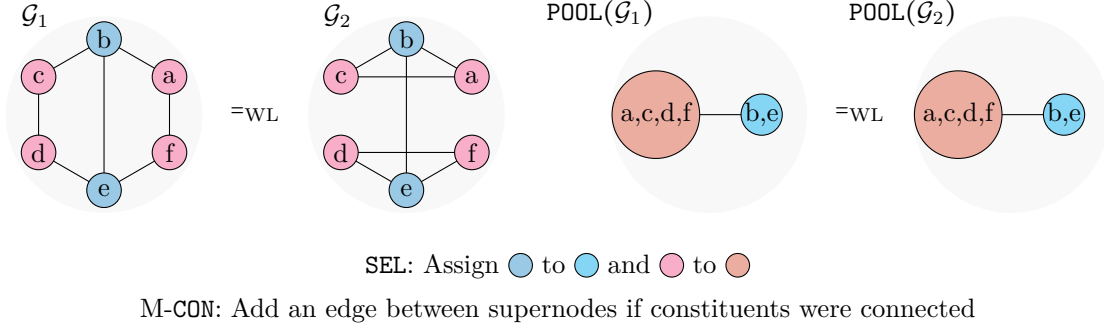 𝒢₁ 𝒢₂ POOL(𝒢₁) POOL(𝒢₂)
b b
c a c a
=WL a,c,d,f b,e =WL a,c,d,f b,e
d f d f
e e
SEL: Assign to and to
M-CON: Add an edge between supernodes if constituents were connected